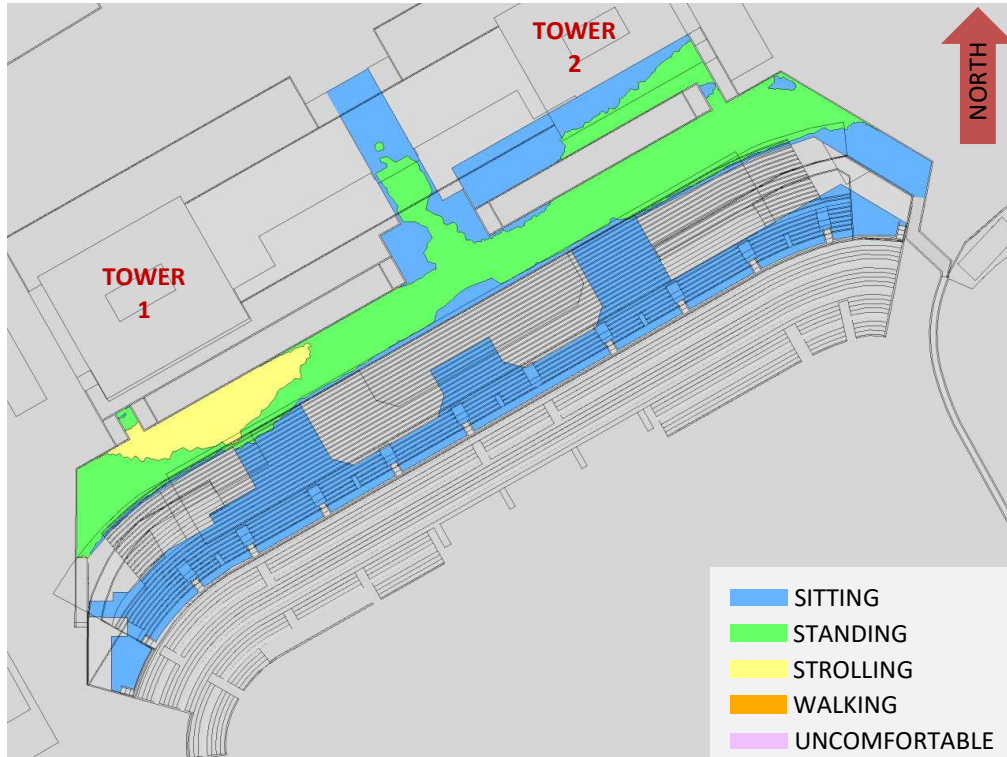 TOWER
2
NORTH
TOWER
1
SITTING
STANDING
STROLLING
WALKING
UNCOMFORTABLE